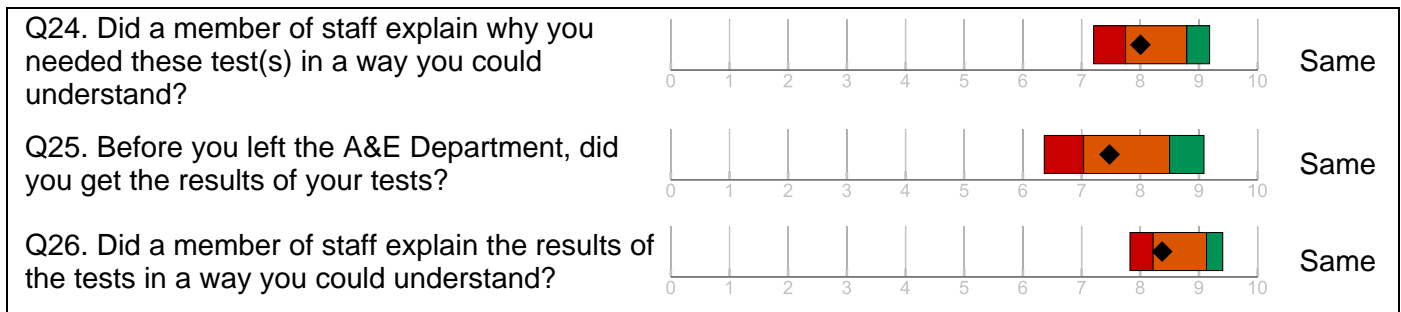 Q24. Did a member of staff explain why you
needed these test(s) in a way you could
understand?
0 1 2 3 4 5 6 7 8 9 10
Same
Q25. Before you left the A&E Department, did
you get the results of your tests?
0 1 2 3 4 5 6 7 8 9 10
Same
Q26. Did a member of staff explain the results of
the tests in a way you could understand?
0 1 2 3 4 5 6 7 8 9 10
Same